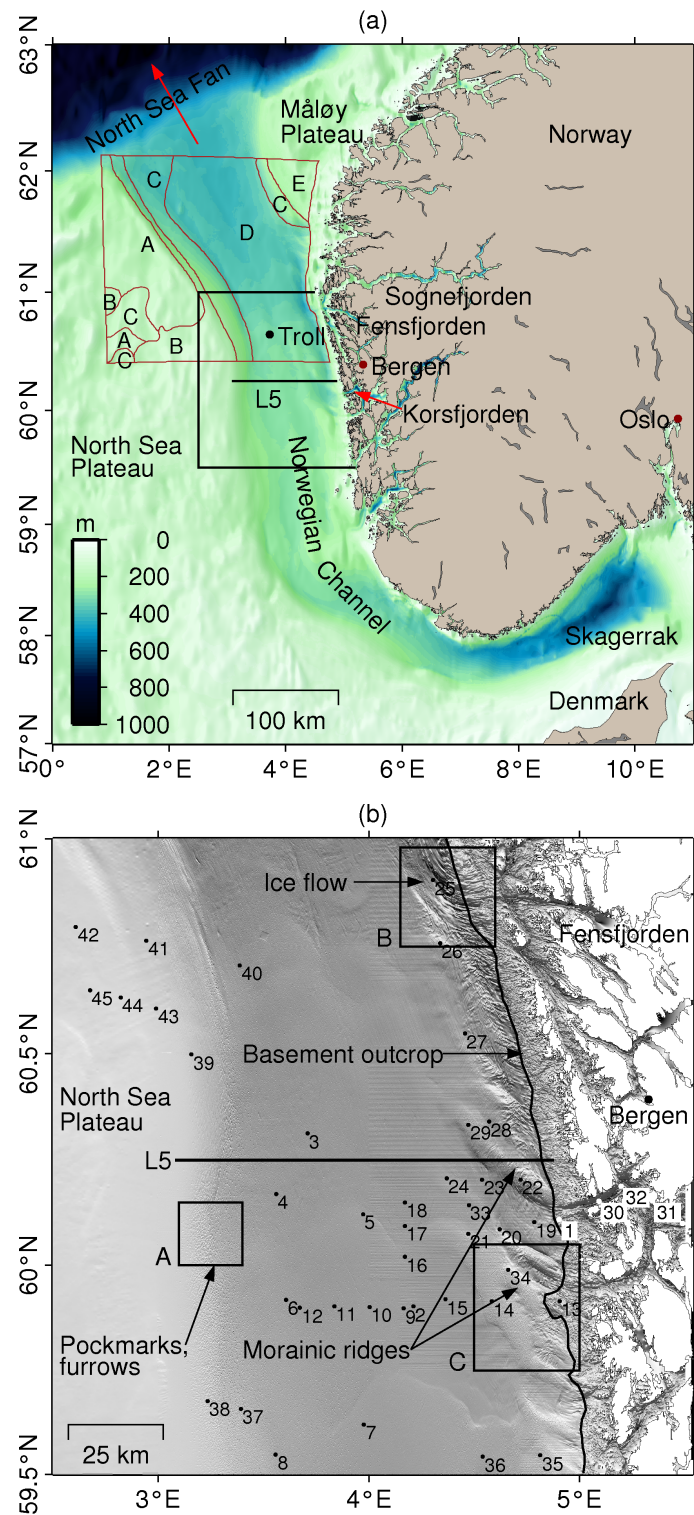 (a)
63°N
62°N
61°N
60°N
59°N
58°N
57°N
North Sea Fan
Måløy
Plateau
Norway
C
E
C
A
D
B
C
A
B
C
Sognefjorden
Fensfjorden
Troll
Bergen
L5
Korsfjorden
Oslo
North Sea
Plateau
Norwegian
Channel
m
0
200
400
600
800
1000
100 km
Skagerrak
Denmark
0°
2°E
4°E
6°E
8°E
10°E
(b)
61°N
60.5°N
60°N
59.5°N
Ice flow
25
B
26
Fensfjorden
42
41
40
45
44
43
27
39
Basement outcrop
North Sea
Plateau
Bergen
3
29
28
L5
4
24
23
22
32
30
31
5
18
33
17
21
20
19
1
A
16
34
6
12
11
10
9
2
15
14
13
Pockmarks,
furrows
Morainic ridges
C
38
37
7
25 km
8
36
35
3°E
4°E
5°E